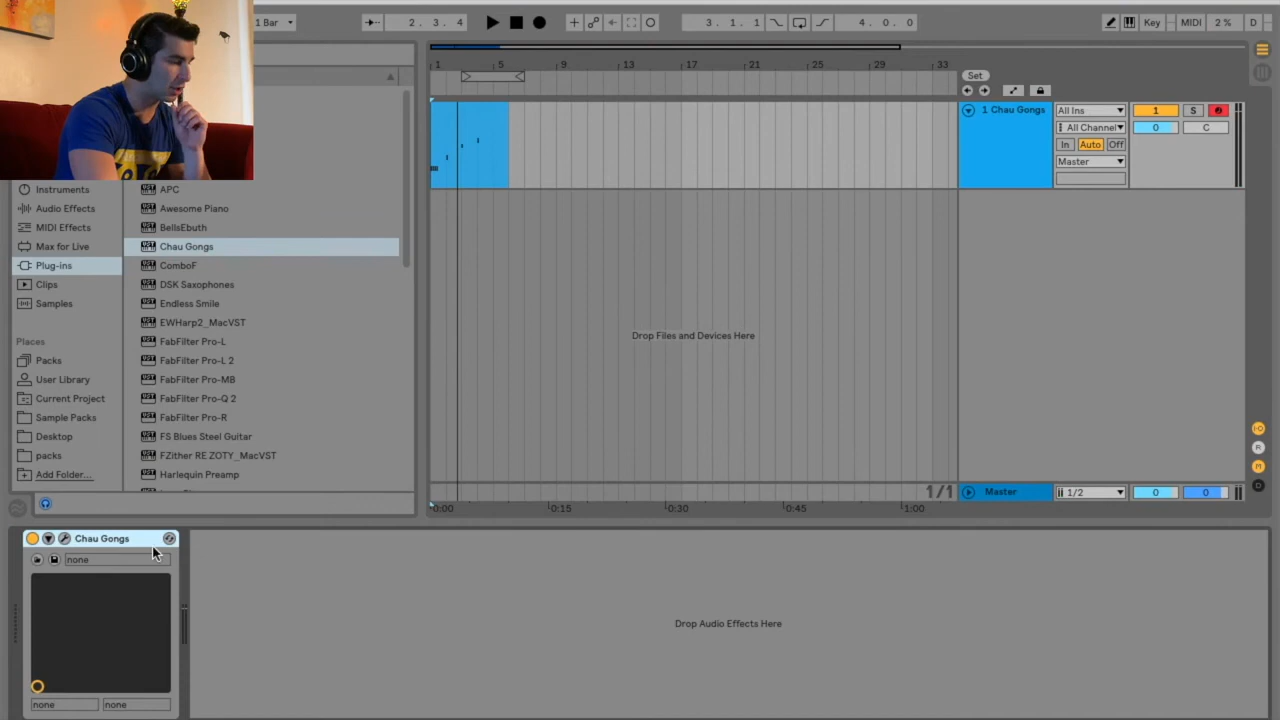 1 Bar
2. 3. 4
3. 1. 1
4. 0. 0
Key
MIDI
2 %
D
1
5
9
13
17
21
25
29
33
Set
1 Chau Gongs
All Ins
1
S
All Channel
0
C
In
Auto
Off
Master
Instruments
Audio Effects
MIDI Effects
Max for Live
Plug-ins
Clips
Samples
Places
Packs
User Library
Current Project
Sample Packs
Desktop
packs
Add Folder...
APC
Awesome Piano
BellsEbuth
Chau Gongs
ComboF
DSK Saxophones
Endless Smile
EWHarp2_MacVST
FabFilter Pro-L
FabFilter Pro-L 2
FabFilter Pro-MB
FabFilter Pro-Q 2
FabFilter Pro-R
FS Blues Steel Guitar
FZither RE ZOTY_MacVST
Harlequin Preamp
Drop Files and Devices Here
1/1
Master
1/2
0
0
R
M
D
0:00
0:15
0:30
0:45
1:00
Chau Gongs
none
none
none
Drop Audio Effects Here